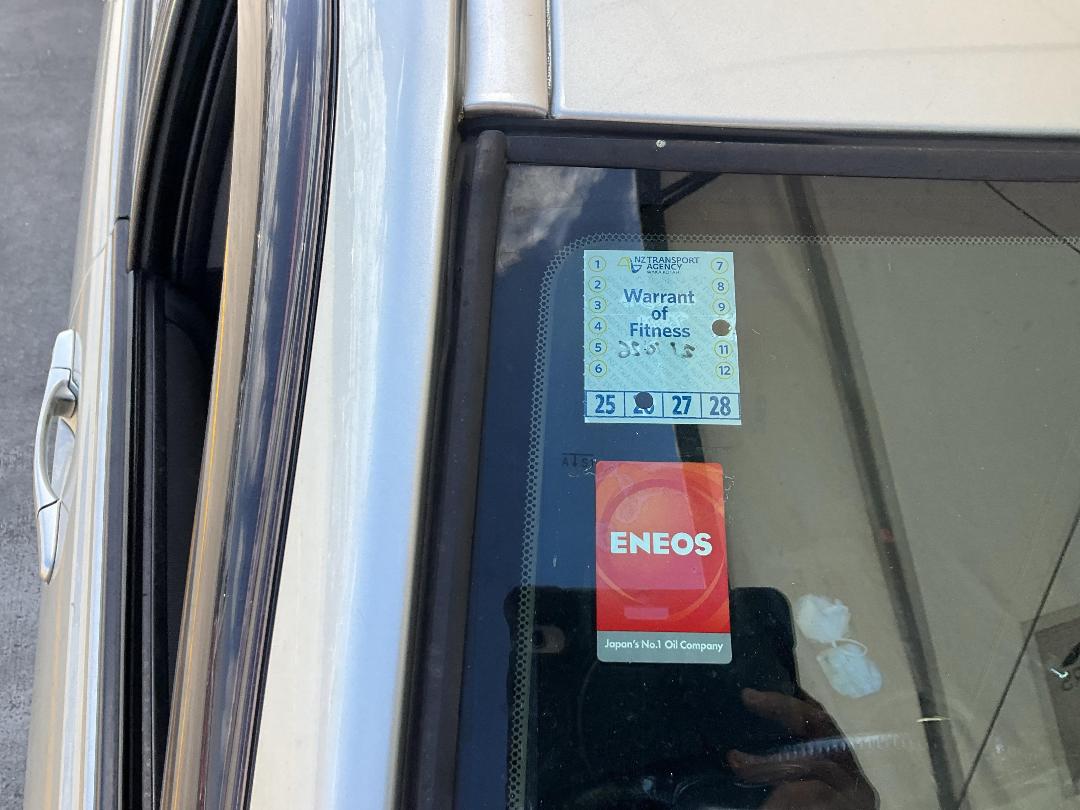 NZ TRANSPORT
AGENCY
WAKA KOTAHI
1
2
3
4
5
6
7
8
9
11
12
Warrant
of
Fitness
25 27 28
ENEOS
Japan's No.1 Oil Company